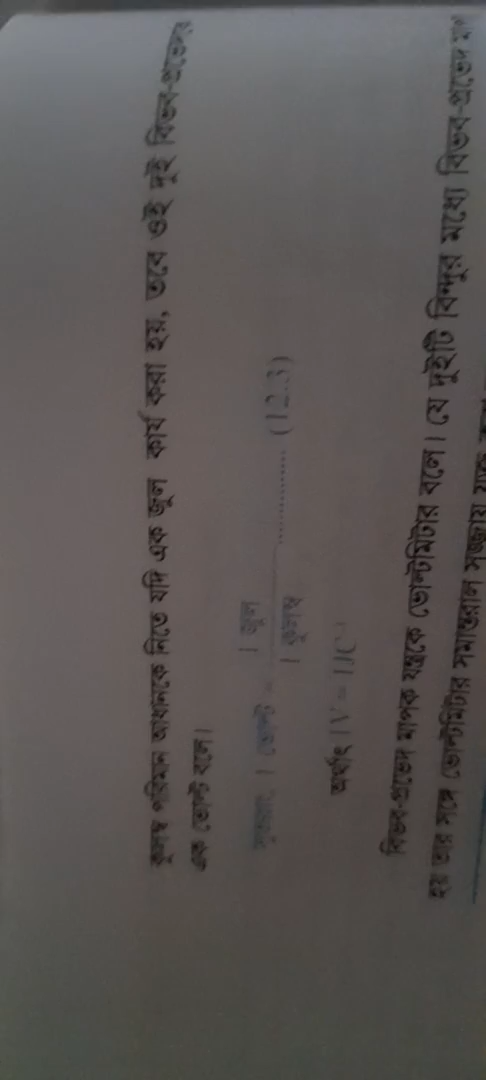 কুলম্ব পরিমান আধানকে নিতে যদি এক জুল কার্য করা হয়, তবে ওই দুই বিভব-প্রভেদকে
এক ভোল্ট বলে।
সুতরাং 1 ভোল্ট = 1 জুল / 1 কুলম্ব ............ (12.3)
অর্থাৎ 1V = 1JC⁻¹
বিভব-প্রভেদ মাপক যন্ত্রকে ভোল্টমিটার বলে। যে দুইটি বিন্দুর মধ্যে বিভব-প্রভেদ
হয় তার সঙ্গে ভোল্টমিটার সমান্তরাল সজ্জায় যুক্ত